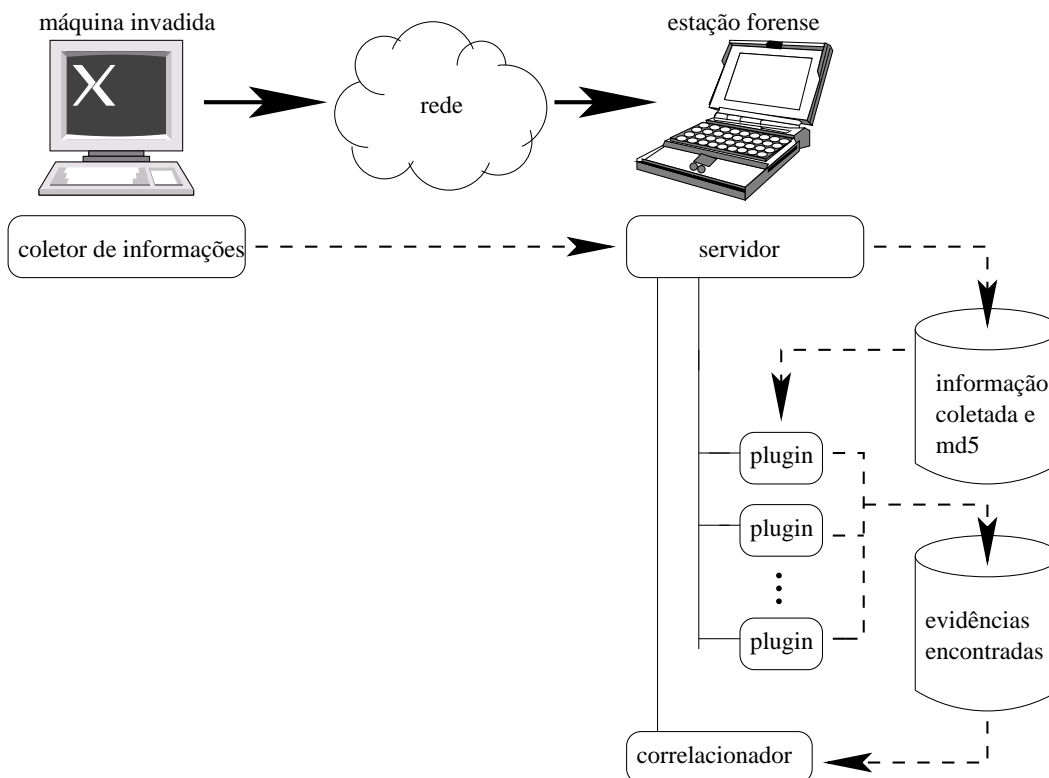 máquina invadida
estação forense
rede
coletor de informações
servidor
informação
coletada e
md5
plugin
plugin
plugin
evidências
encontradas
correlacionador